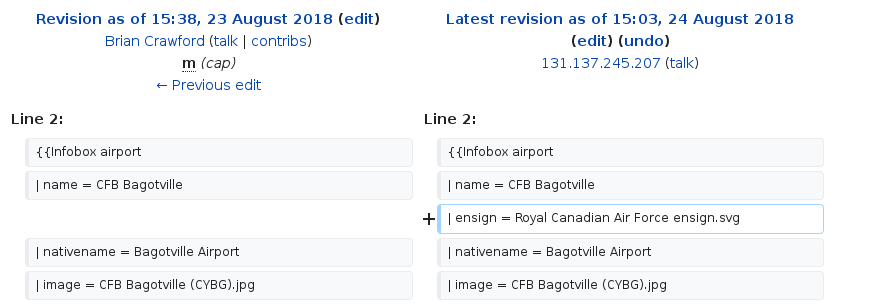 Revision as of 15:38, 23 August 2018 (edit)
Brian Crawford (talk | contribs)
m (cap)
← Previous edit
Latest revision as of 15:03, 24 August 2018
(edit) (undo)
131.137.245.207 (talk)
Line 2:
Line 2:
{{Infobox airport
{{Infobox airport
| name = CFB Bagotville
| name = CFB Bagotville
+ | ensign = Royal Canadian Air Force ensign.svg
| nativename = Bagotville Airport
| nativename = Bagotville Airport
| image = CFB Bagotville (CYBG).jpg
| image = CFB Bagotville (CYBG).jpg